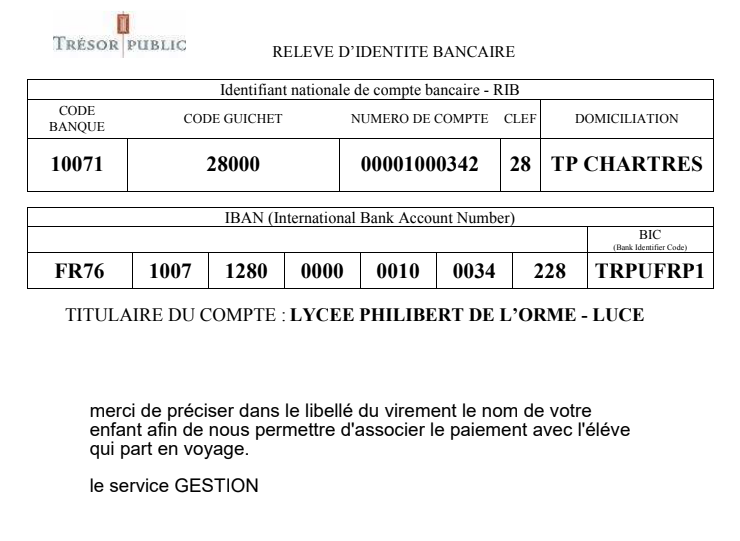 TRÉSOR PUBLIC
RELEVE D'IDENTITE BANCAIRE
Identifiant nationale de compte bancaire - RIB
CODE BANQUE CODE GUICHET NUMERO DE COMPTE CLEF DOMICILIATION
10071 28000 00001000342 28 TP CHARTRES
IBAN (International Bank Account Number)
BIC
(Bank Identifier Code)
FR76 1007 1280 0000 0010 0034 228 TRPUFRP1
TITULAIRE DU COMPTE : LYCEE PHILIBERT DE L'ORME - LUCE
merci de préciser dans le libellé du virement le nom de votre
enfant afin de nous permettre d'associer le paiement avec l'éléve
qui part en voyage.
le service GESTION